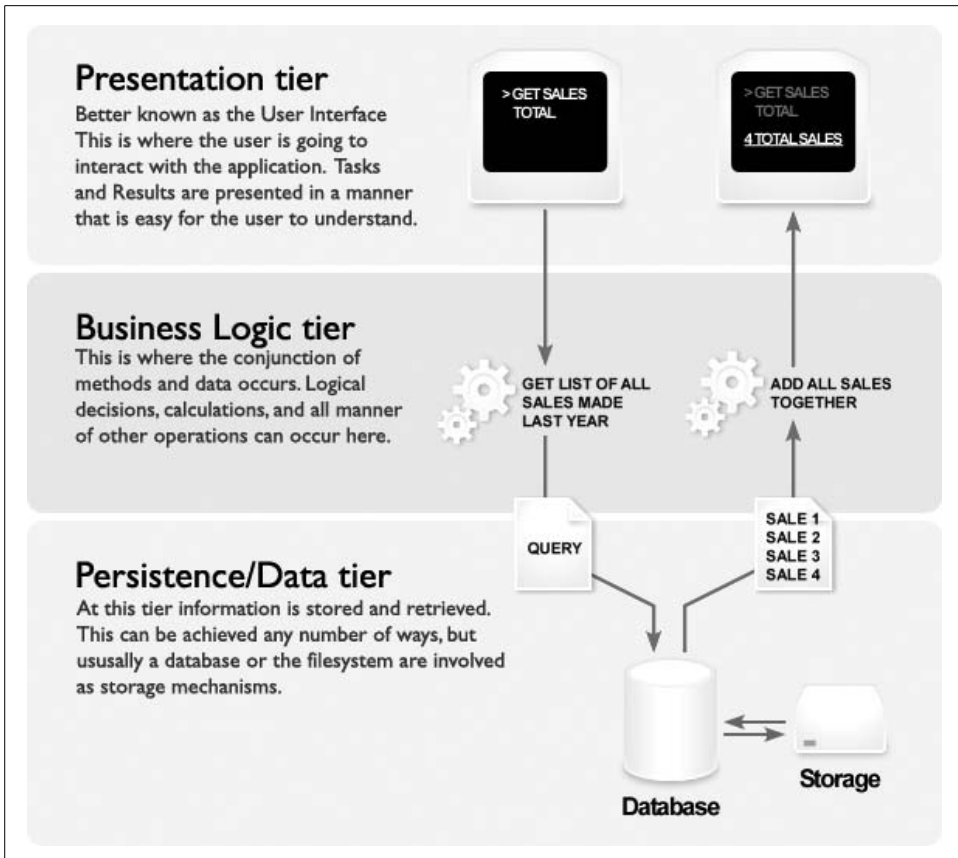 Presentation tier
Better known as the User Interface
This is where the user is going to
interact with the application. Tasks
and Results are presented in a manner
that is easy for the user to understand.
> GET SALES
TOTAL
> GET SALES
TOTAL
4 TOTAL SALES
Business Logic tier
This is where the conjunction of
methods and data occurs. Logical
decisions, calculations, and all manner
of other operations can occur here.
GET LIST OF ALL
SALES MADE
LAST YEAR
ADD ALL SALES
TOGETHER
QUERY
SALE 1
SALE 2
SALE 3
SALE 4
Persistence/Data tier
At this tier information is stored and retrieved.
This can be achieved any number of ways, but
ususally a database or the filesystem are involved
as storage mechanisms.
Database
Storage